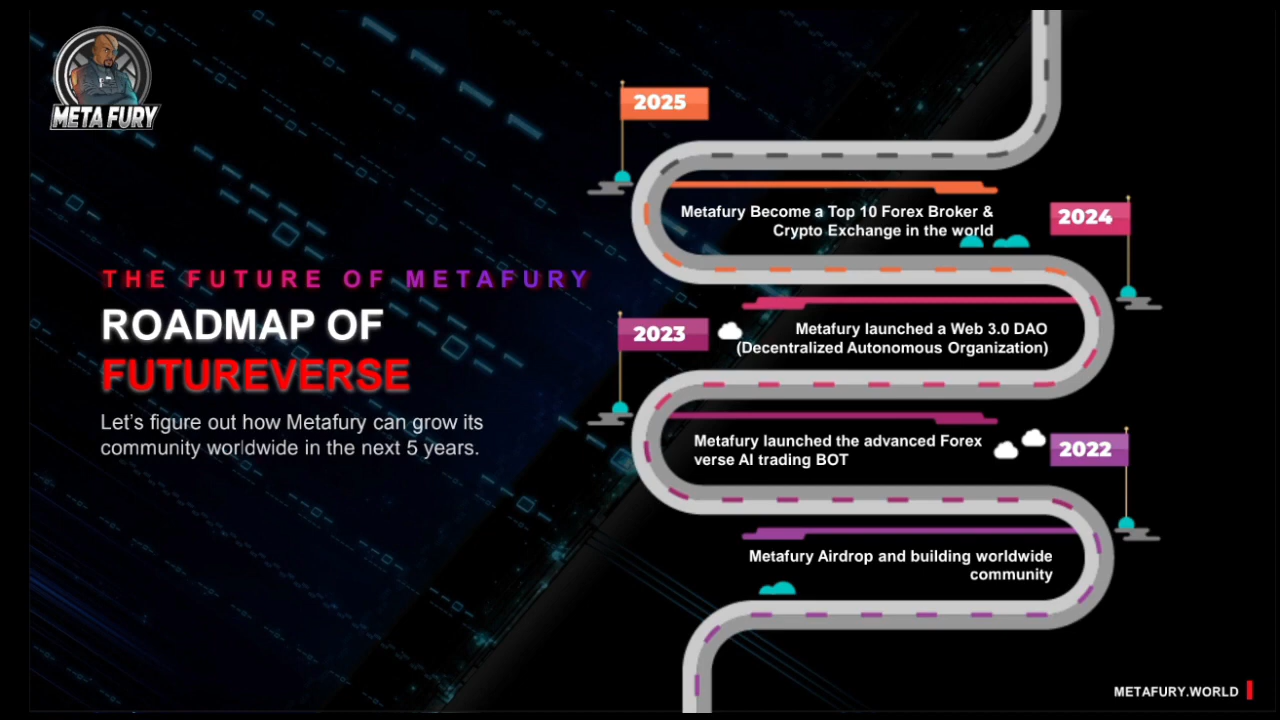 META FURY
THE FUTURE OF METAFURY
ROADMAP OF
FUTUREVERSE
Let's figure out how Metafury can grow its
community worldwide in the next 5 years.
2025
Metafury Become a Top 10 Forex Broker &
Crypto Exchange in the world
2024
Metafury launched a Web 3.0 DAO
(Decentralized Autonomous Organization)
2023
Metafury launched the advanced Forex
verse AI trading BOT
2022
Metafury Airdrop and building worldwide
community
METAFURY.WORLD